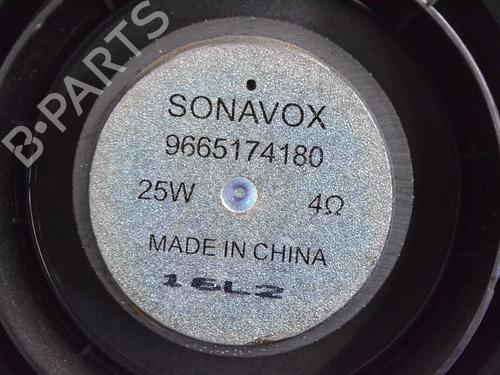 B-PARTS
SONAVOX
9665174180
25W 4Ω
MADE IN CHINA
16L2